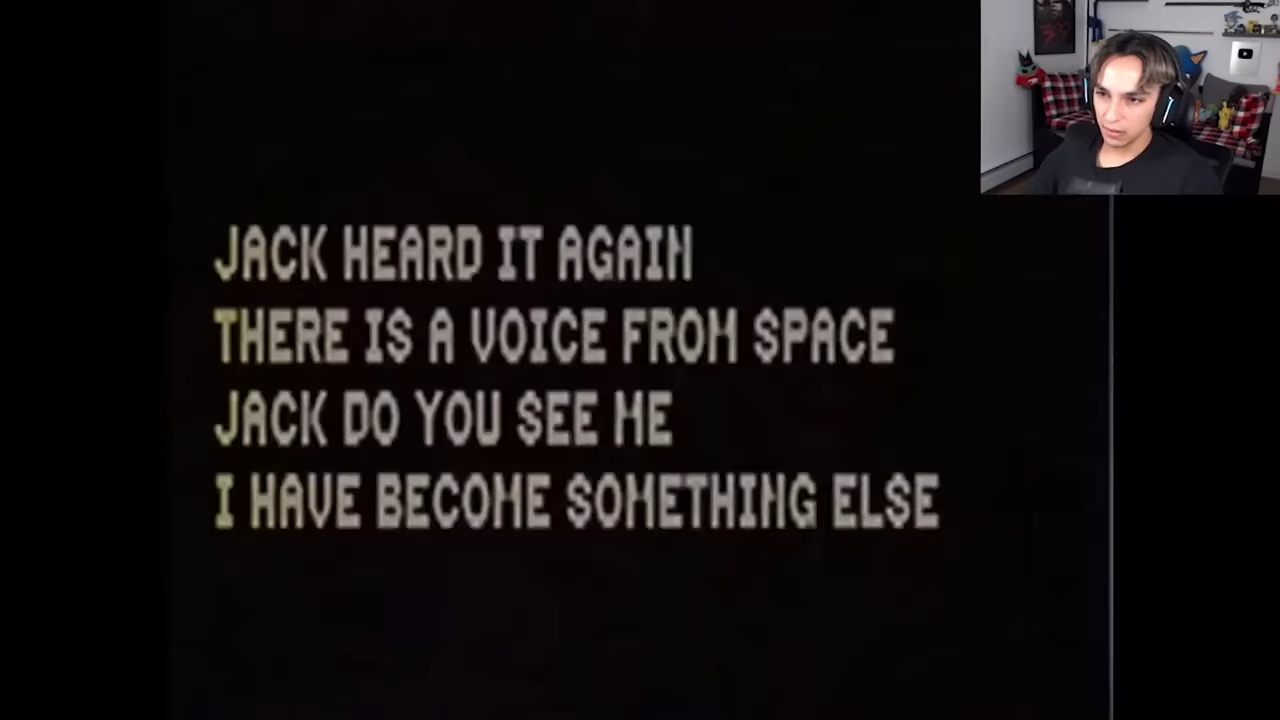 JACK HEARD IT AGAIN
THERE IS A VOICE FROM SPACE
JACK DO YOU SEE ME
I HAVE BECOME SOMETHING ELSE